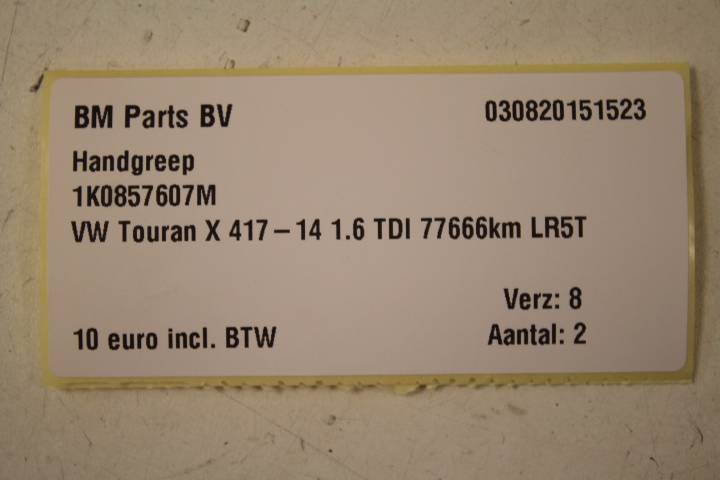 BM Parts BV 030820151523
Handgreep
1K0857607M
VW Touran X 417-14 1.6 TDI 77666km LR5T
Verz: 8
10 euro incl. BTW Aantal: 2